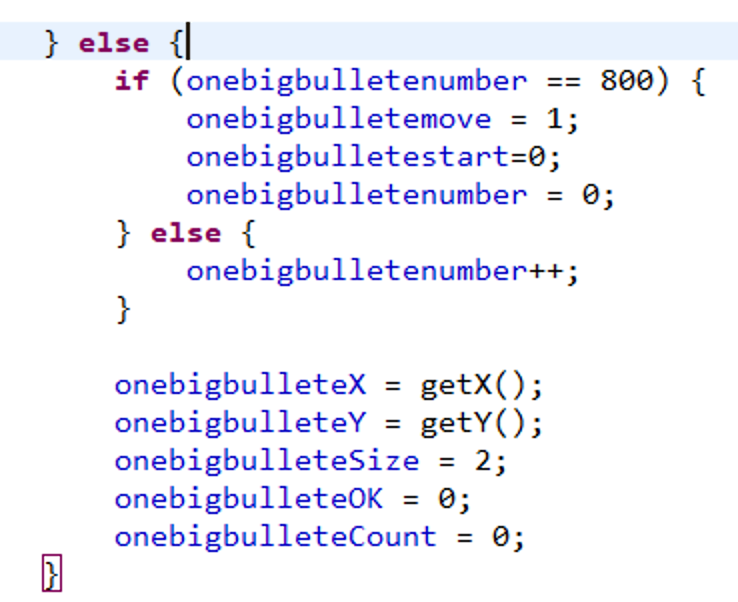 } else {
if (onebigbulletenumber == 800) {
onebigbulletemove = 1;
onebigbulletestart=0;
onebigbulletenumber = 0;
} else {
onebigbulletenumber++;
}
onebigbulleteX = getX();
onebigbulleteY = getY();
onebigbulleteSize = 2;
onebigbulleteOK = 0;
onebigbulleteCount = 0;
}